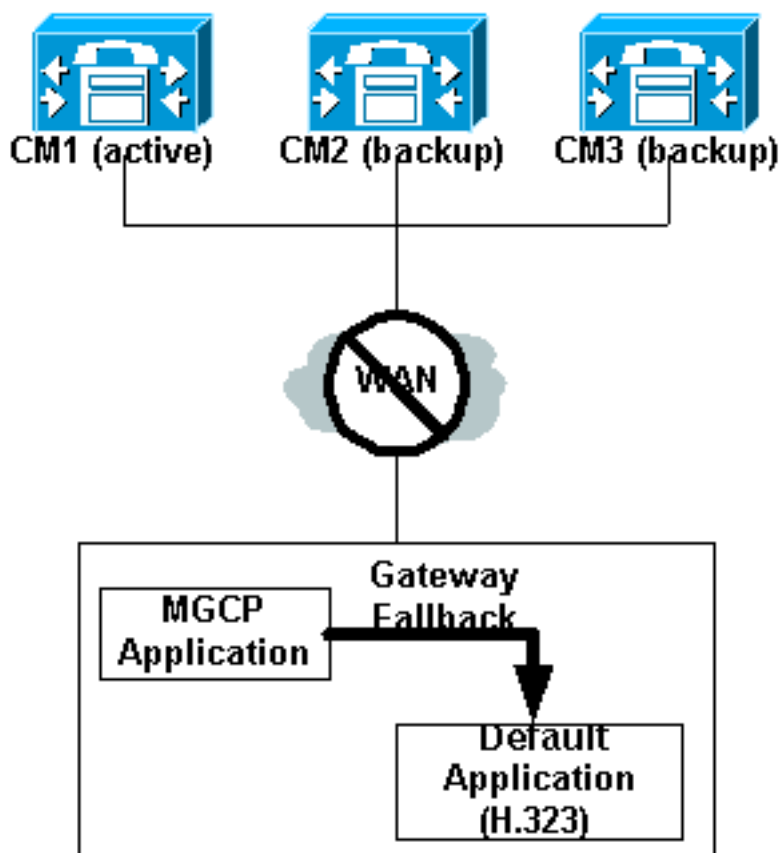 CM1 (active)
CM2 (backup)
CM3 (backup)
WAN
Gateway
Fallback
MGCP
Application
Default
Application
(H.323)